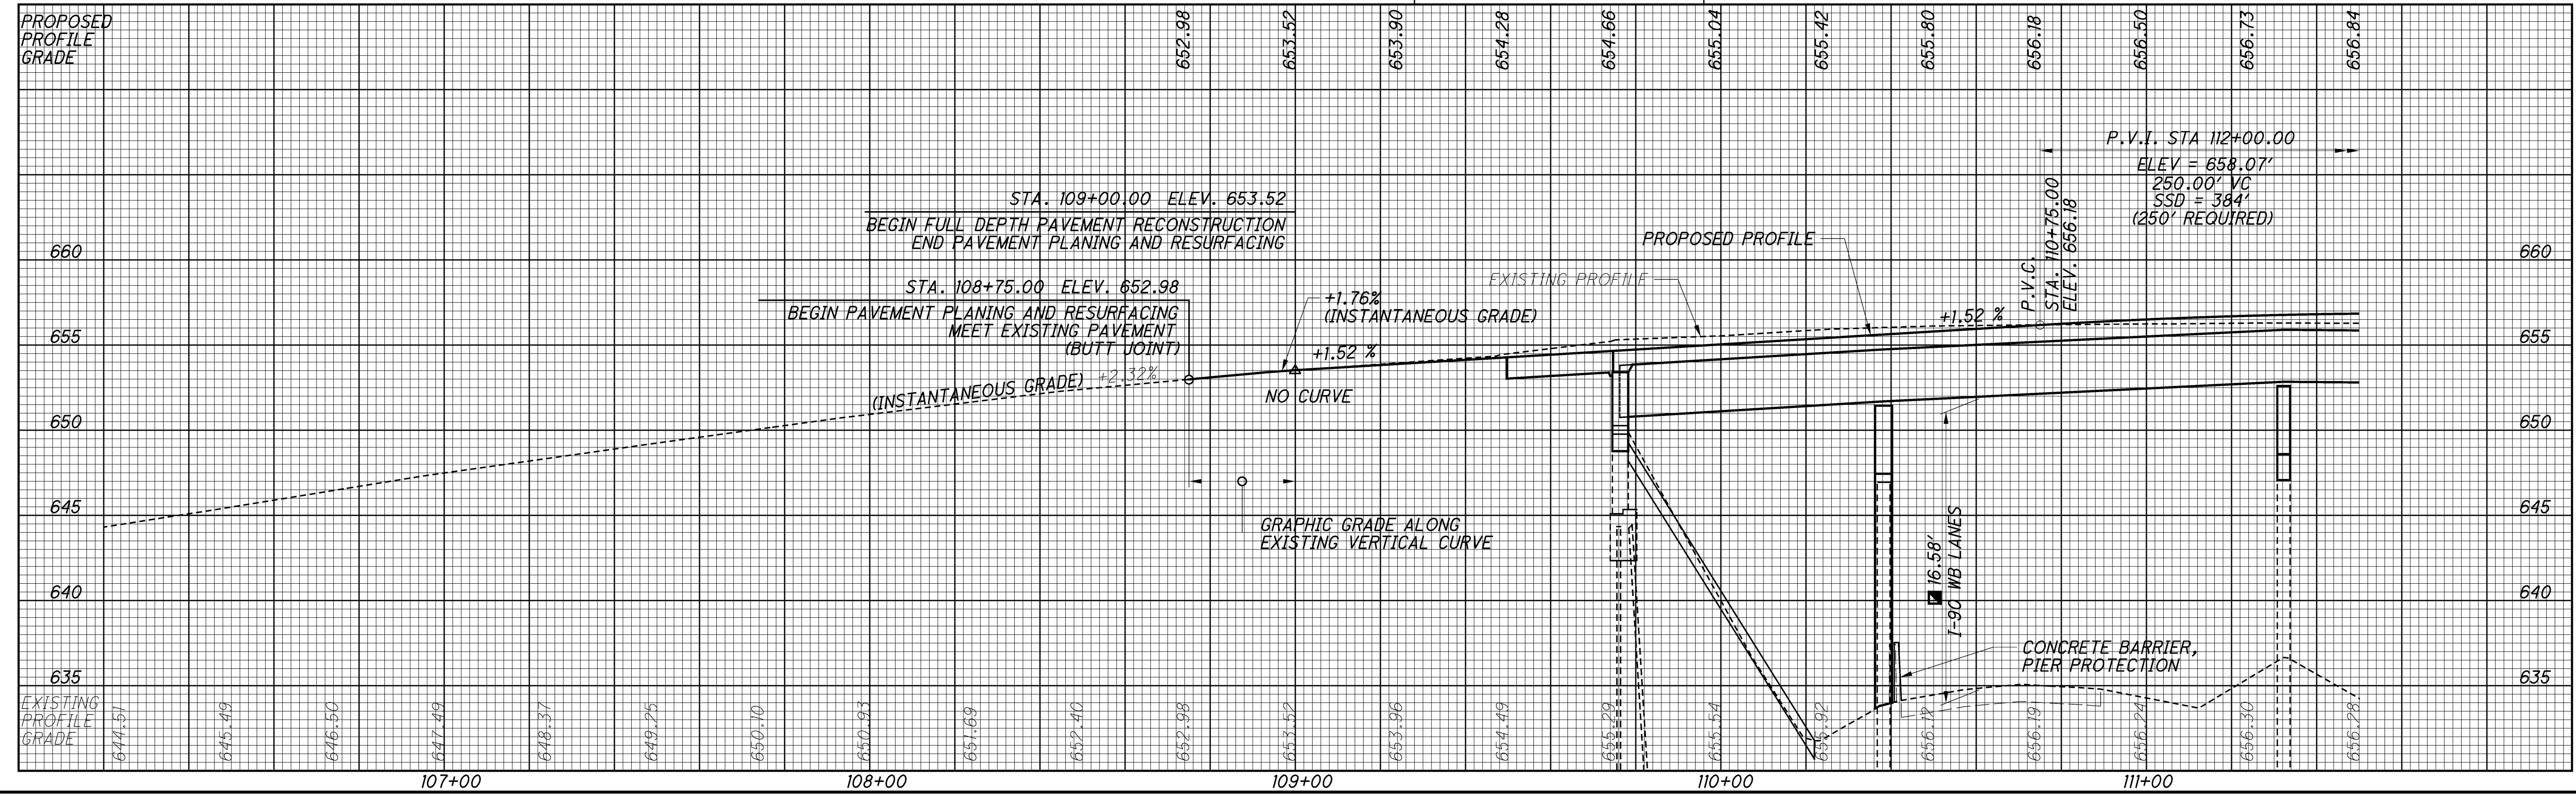 PROPOSED
PROFILE
GRADE
652.98
653.52
653.90
654.28
654.66
655.04
655.42
655.80
656.18
656.50
656.73
656.84
P.V.I. STA 112+00.00
ELEV = 658.07'
250.00' VC
SSD = 384'
(250' REQUIRED)
P.V.C.
STA. 110+75.00
ELEV. 656.18
STA. 109+00.00 ELEV. 653.52
BEGIN FULL DEPTH PAVEMENT RECONSTRUCTION
END PAVEMENT PLANING AND RESURFACING
PROPOSED PROFILE
EXISTING PROFILE
660
660
STA. 108+75.00 ELEV. 652.98
BEGIN PAVEMENT PLANING AND RESURFACING
MEET EXISTING PAVEMENT
(BUTT JOINT)
+1.76%
(INSTANTANEOUS GRADE)
+1.52 %
+1.52 %
655
655
(INSTANTANEOUS GRADE) +2.32%
NO CURVE
650
650
645
645
GRAPHIC GRADE ALONG
EXISTING VERTICAL CURVE
16.58'
I-90 WB LANES
640
640
CONCRETE BARRIER,
PIER PROTECTION
635
635
EXISTING
PROFILE
GRADE
644.51
645.49
646.50
647.49
648.37
649.25
650.10
650.93
651.69
652.40
652.98
653.52
653.96
654.49
655.29
655.54
655.92
656.12
656.19
656.24
656.30
656.28
107+00
108+00
109+00
110+00
111+00